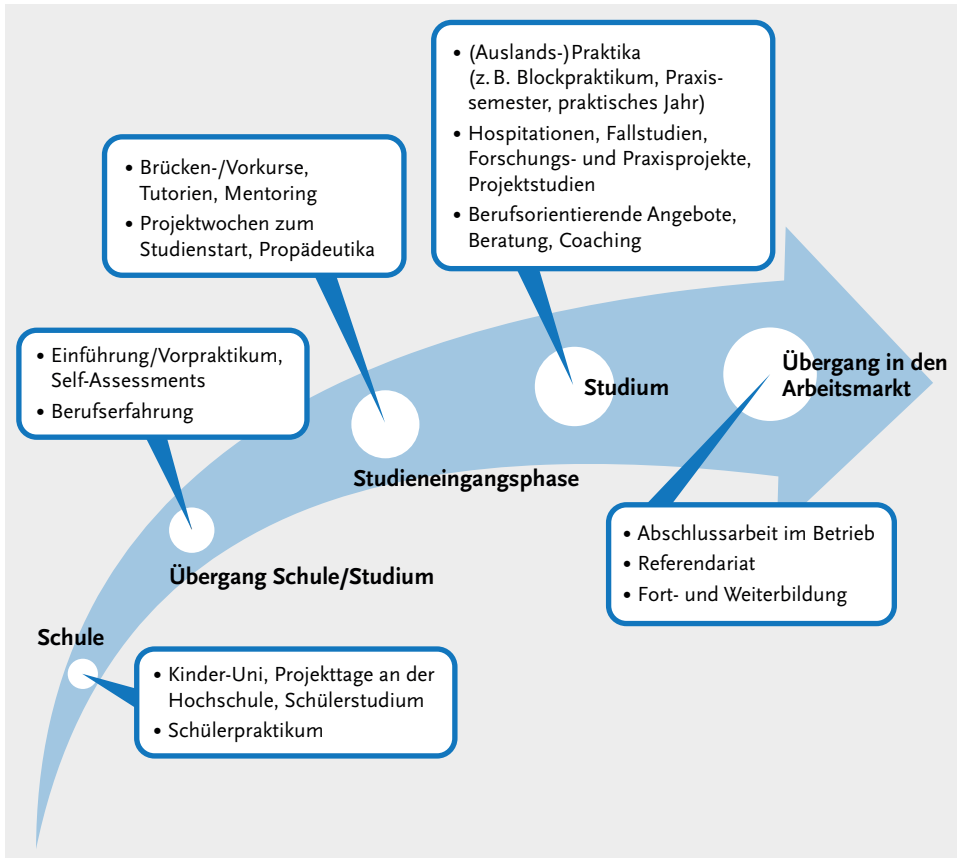 • (Auslands-)Praktika
(z. B. Blockpraktikum, Praxis-
semester, praktisches Jahr)
• Hospitationen, Fallstudien,
Forschungs- und Praxisprojekte,
Projektstudien
• Berufsorientierende Angebote,
Beratung, Coaching
• Brücken-/Vorkurse,
Tutorien, Mentoring
• Projektwochen zum
Studienstart, Propädeutika
• Einführung/Vorpraktikum,
Self-Assessments
• Berufserfahrung
Übergang in den
Arbeitsmarkt
Studium
Studieneingangsphase
• Abschlussarbeit im Betrieb
• Referendariat
• Fort- und Weiterbildung
Übergang Schule/Studium
Schule
• Kinder-Uni, Projekttage an der
Hochschule, Schülerstudium
• Schülerpraktikum